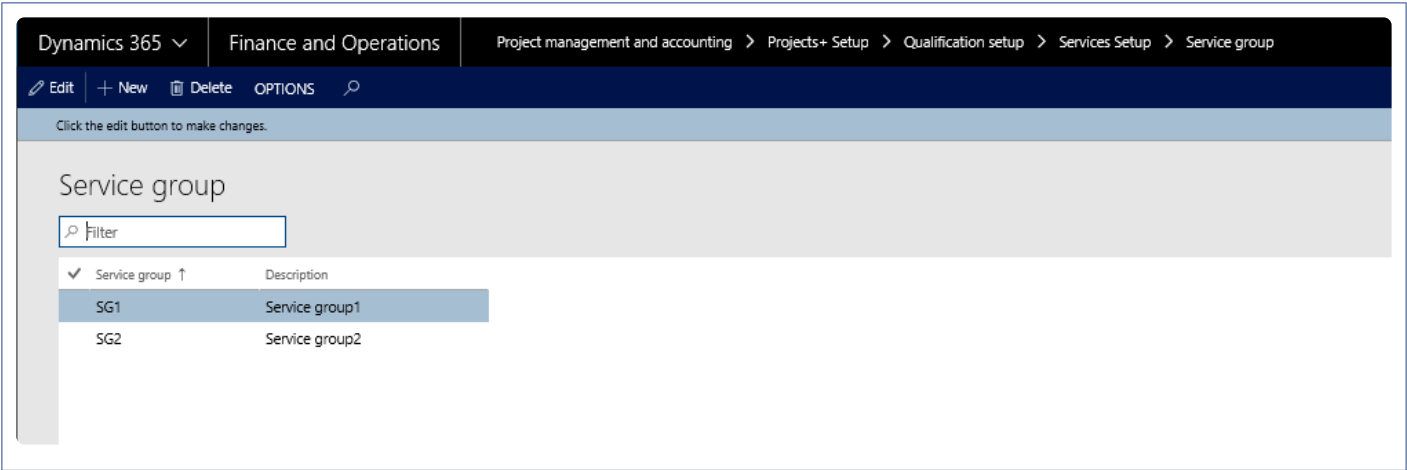 Dynamics 365 Finance and Operations Project management and accounting > Projects+ Setup > Qualification setup > Services Setup > Service group
Edit + New Delete OPTIONS
Click the edit button to make changes.
Service group
Filter
Service group ↑ Description
SG1 Service group1
SG2 Service group2